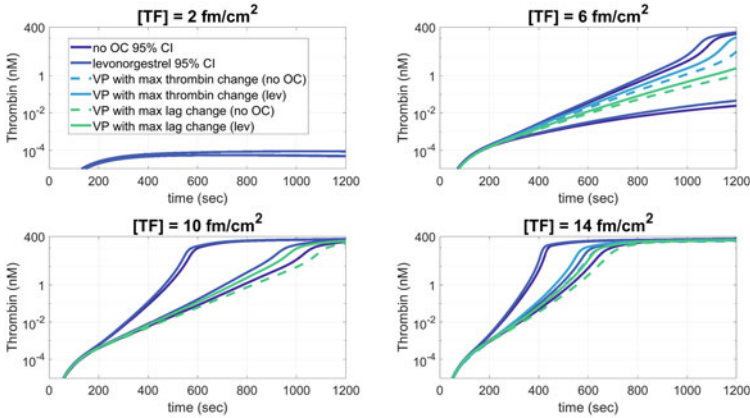 [TF] = 2 fm/cm²
400
1
10⁻²
10⁻⁴
Thrombin (nM)
no OC 95% CI
levonorgestrel 95% CI
VP with max thrombin change (no OC)
VP with max thrombin change (lev)
VP with max lag change (no OC)
VP with max lag change (lev)
200 400 600 800 1000 1200
time (sec)
[TF] = 6 fm/cm²
400
1
10⁻²
10⁻⁴
Thrombin (nM)
200 400 600 800 1000 1200
time (sec)
[TF] = 10 fm/cm²
400
1
10⁻²
10⁻⁴
Thrombin (nM)
200 400 600 800 1000 1200
time (sec)
[TF] = 14 fm/cm²
400
1
10⁻²
10⁻⁴
Thrombin (nM)
200 400 600 800 1000 1200
time (sec)